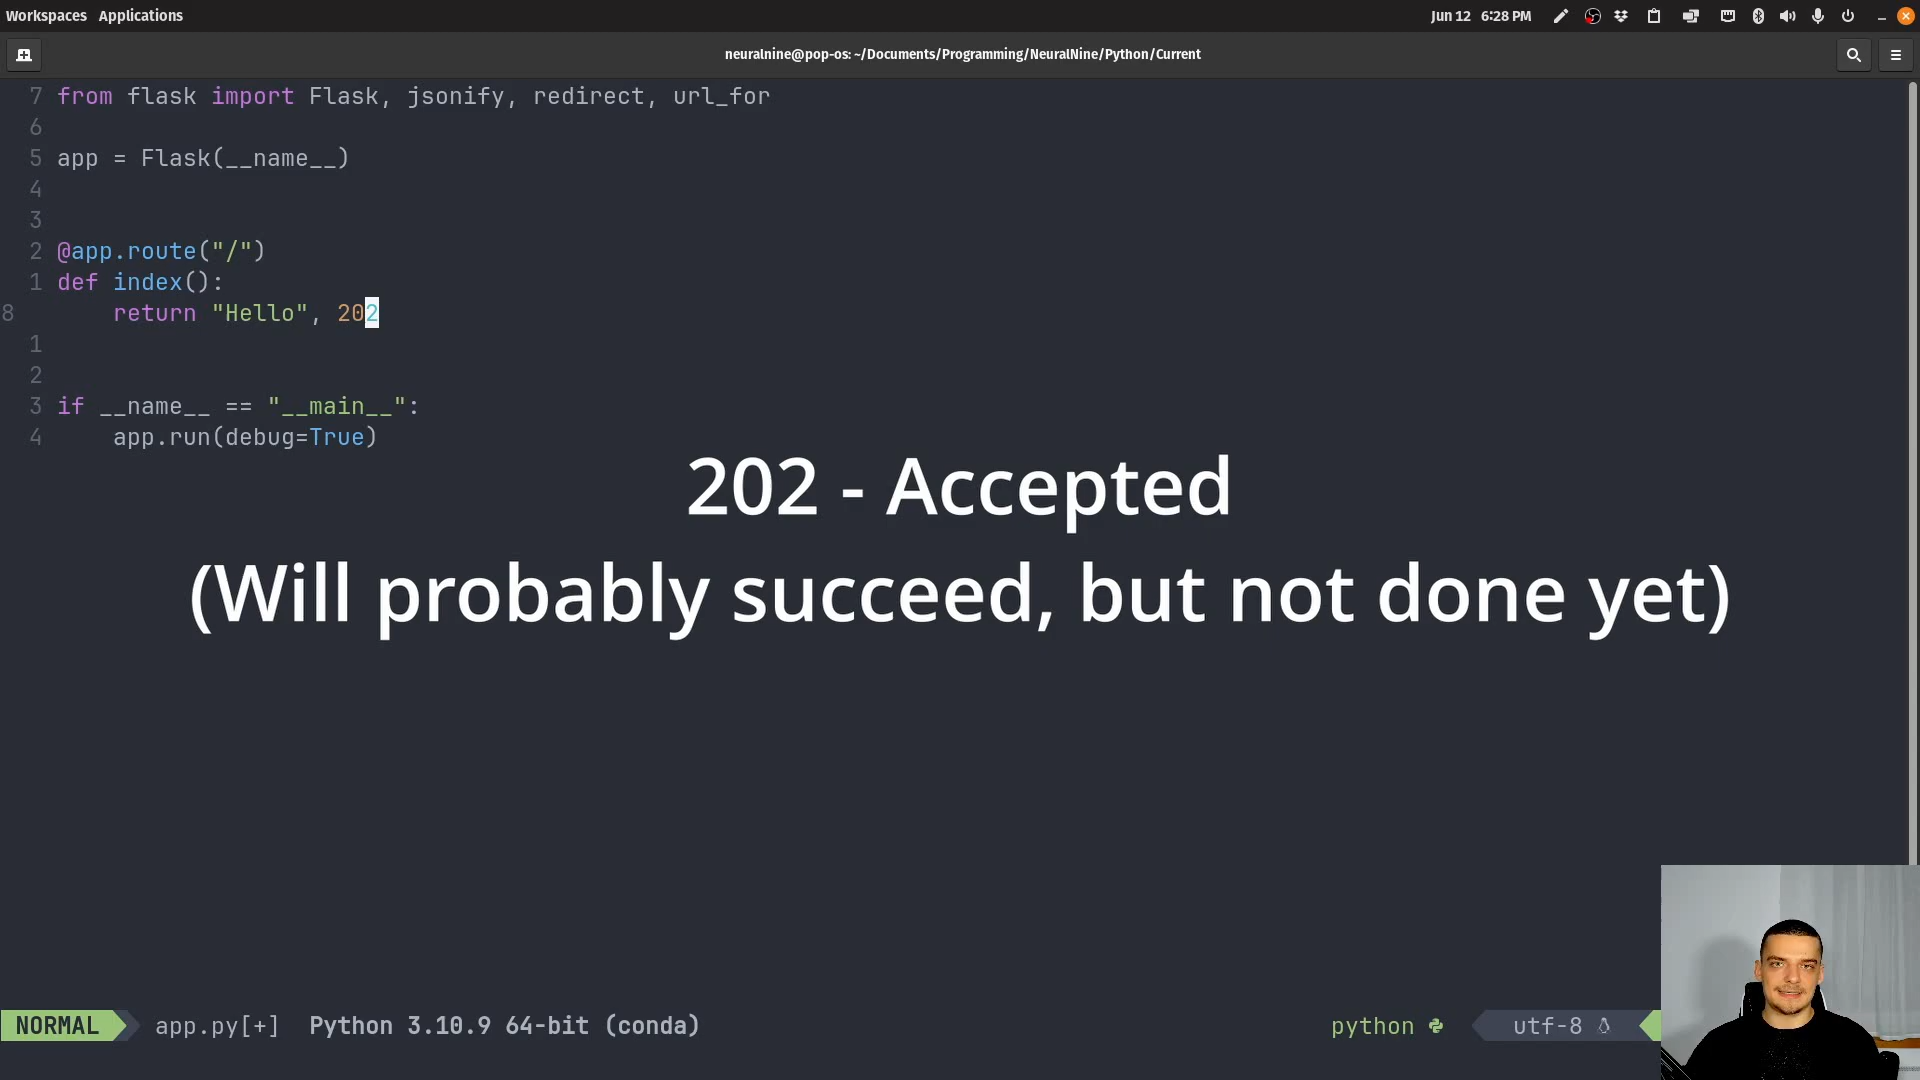 Workspaces Applications
Jun 12 6:28 PM
neuralnine@pop-os: ~/Documents/Programming/NeuralNine/Python/Current
7 from flask import Flask, jsonify, redirect, url_for
6
5 app = Flask(__name__)
4
3
2 @app.route("/")
1 def index():
8 return "Hello", 202
1
2
3 if __name__ == "__main__":
4 app.run(debug=True)
202 - Accepted
(Will probably succeed, but not done yet)
NORMAL app.py[+] Python 3.10.9 64-bit (conda) python utf-8